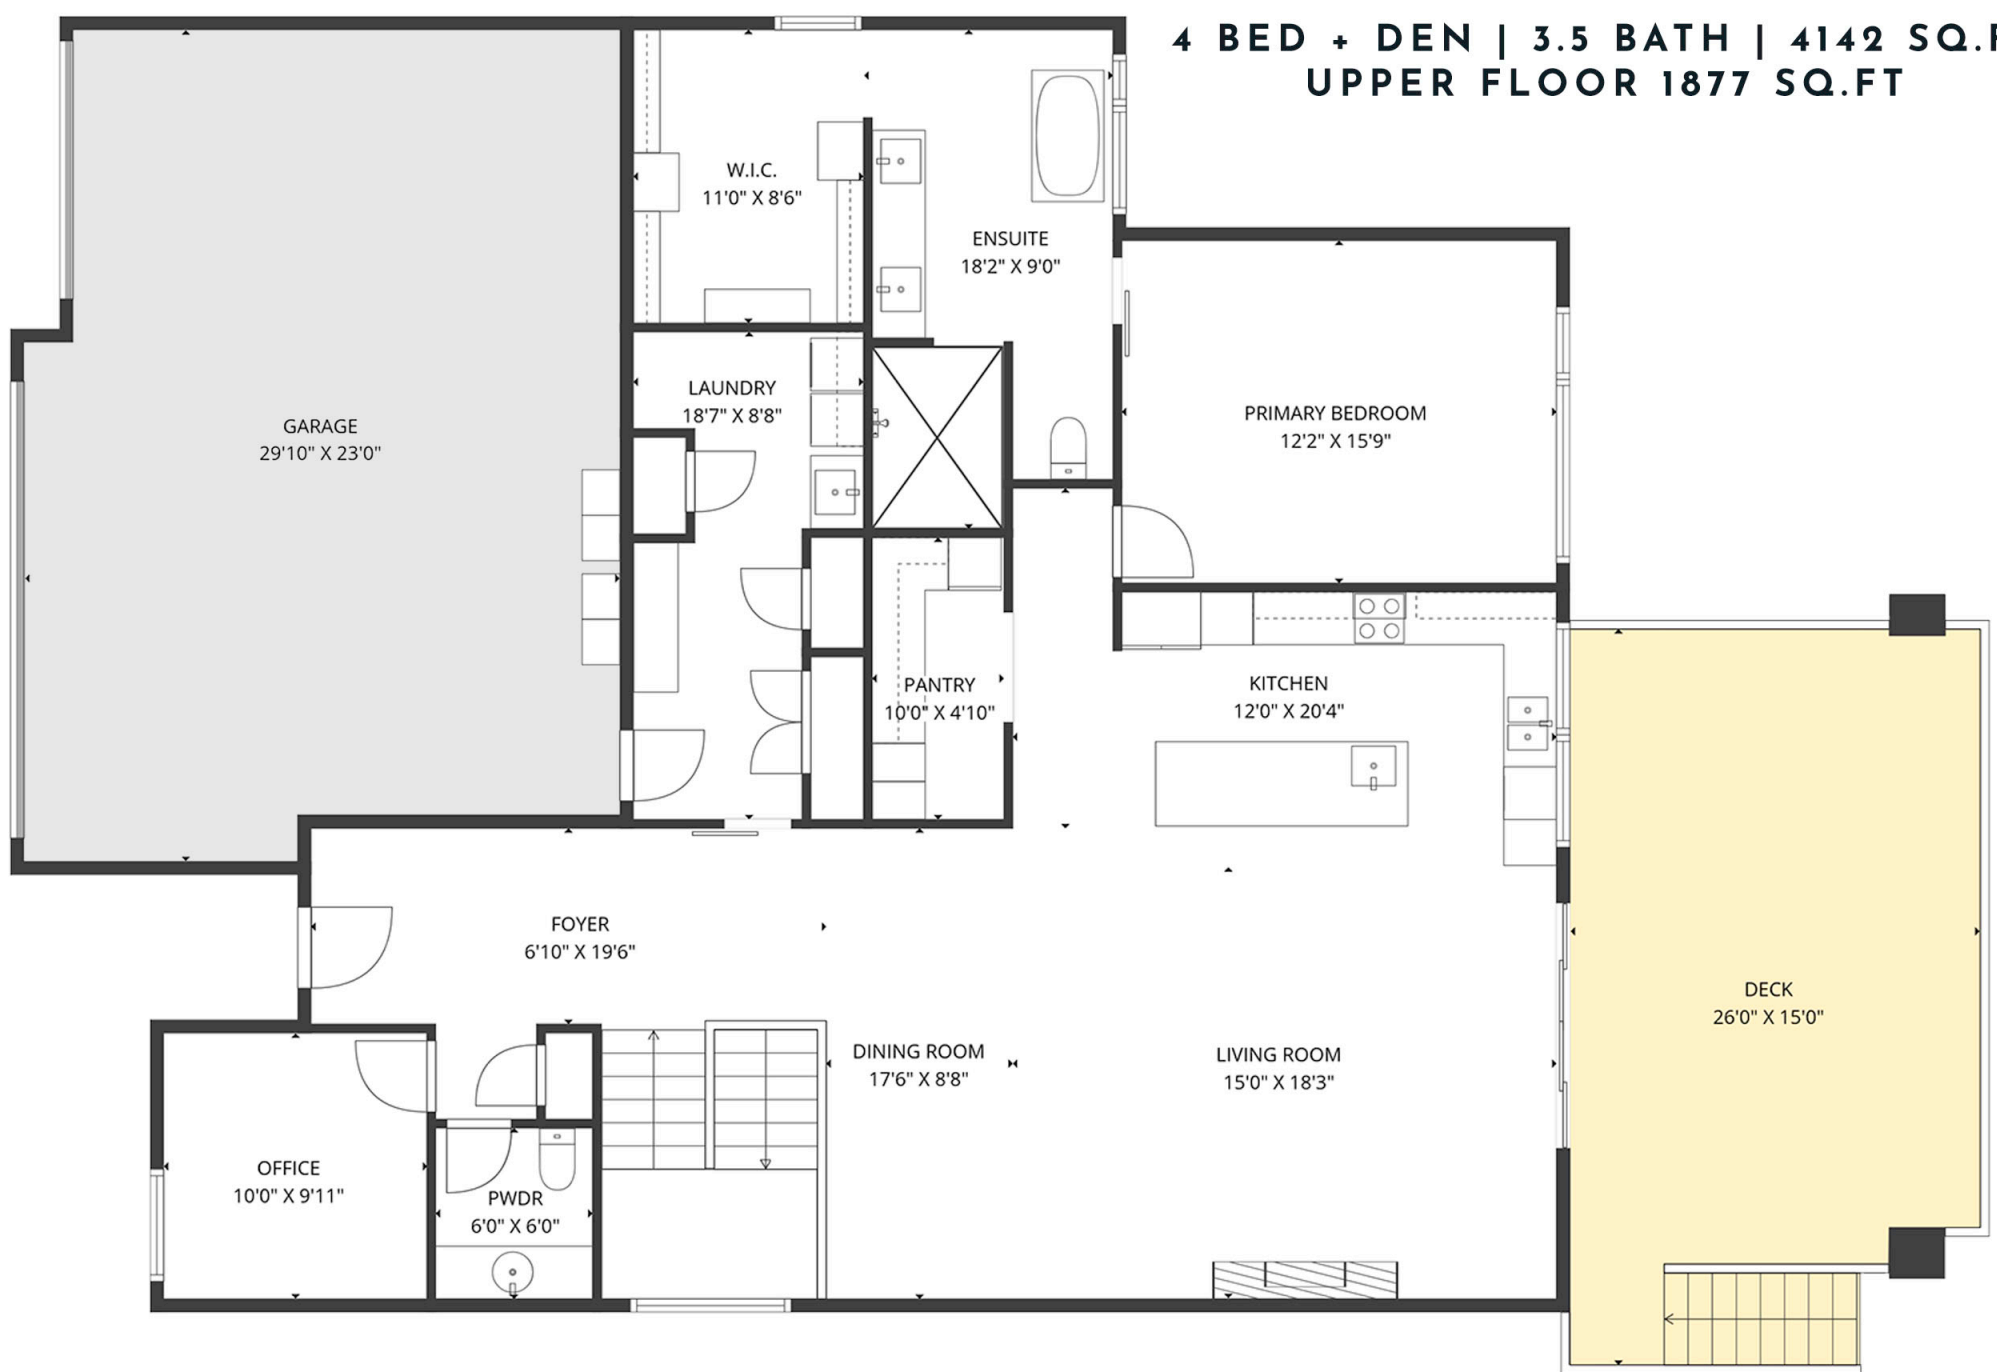 4 BED + DEN | 3.5 BATH | 4142 SQ.
UPPER FLOOR 1877 SQ.FT
W.I.C.
11'0" X 8'6"
ENSUITE
18'2" X 9'0"
LAUNDRY
18'7" X 8'8"
GARAGE
29'10" X 23'0"
PRIMARY BEDROOM
12'2" X 15'9"
PANTRY
10'0" X 4'10"
KITCHEN
12'0" X 20'4"
FOYER
6'10" X 19'6"
DECK
26'0" X 15'0"
DINING ROOM
17'6" X 8'8"
LIVING ROOM
15'0" X 18'3"
OFFICE
10'0" X 9'11"
PWDR
6'0" X 6'0"